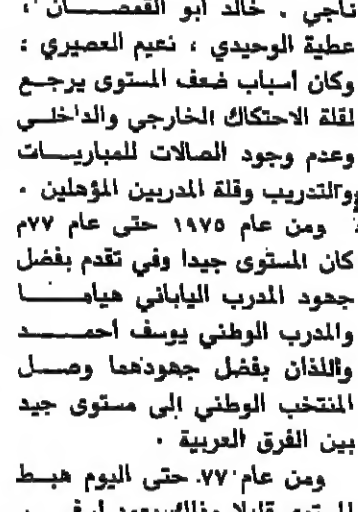 ناجي ، خالد ابو القمصان ،
عطية الوحيدي ، نعيم العصيري :
وكان اسباب ضعف المستوى يرجع
لقلة الاحتكاك الخارجي والداخلي
وعدم وجود الصالات للمباريات
والتدريب وقلة المدربين المؤهلين .
ومن عام ١٩٧٥ حتى عام ٧٧م
كان المستوى جيدا وفي تقدم بفضل
جهود المدرب الياباني هياما
والمدرب الوطني يوسف احمد
واللذان بفضل جهودهما وصل
المنتخب الوطني إلى مستوى جيد
بين الفرق العربية .
ومن عام ٧٧ حتى اليوم هبط